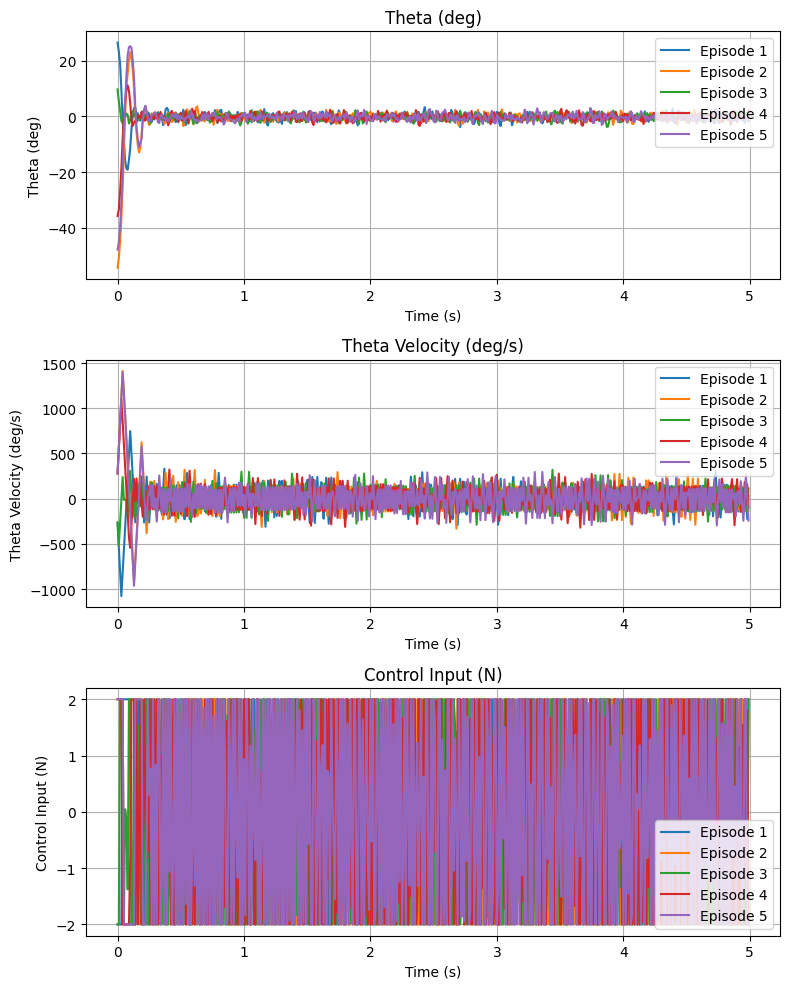 Theta (deg)
Theta (deg)
20
0
−20
−40
Episode 1
Episode 2
Episode 3
Episode 4
Episode 5
0 1 2 3 4 5
Time (s)
Theta Velocity (deg/s)
Theta Velocity (deg/s)
1500
1000
500
0
−500
−1000
Episode 1
Episode 2
Episode 3
Episode 4
Episode 5
0 1 2 3 4 5
Time (s)
Control Input (N)
Control Input (N)
2
1
0
−1
−2
Episode 1
Episode 2
Episode 3
Episode 4
Episode 5
0 1 2 3 4 5
Time (s)